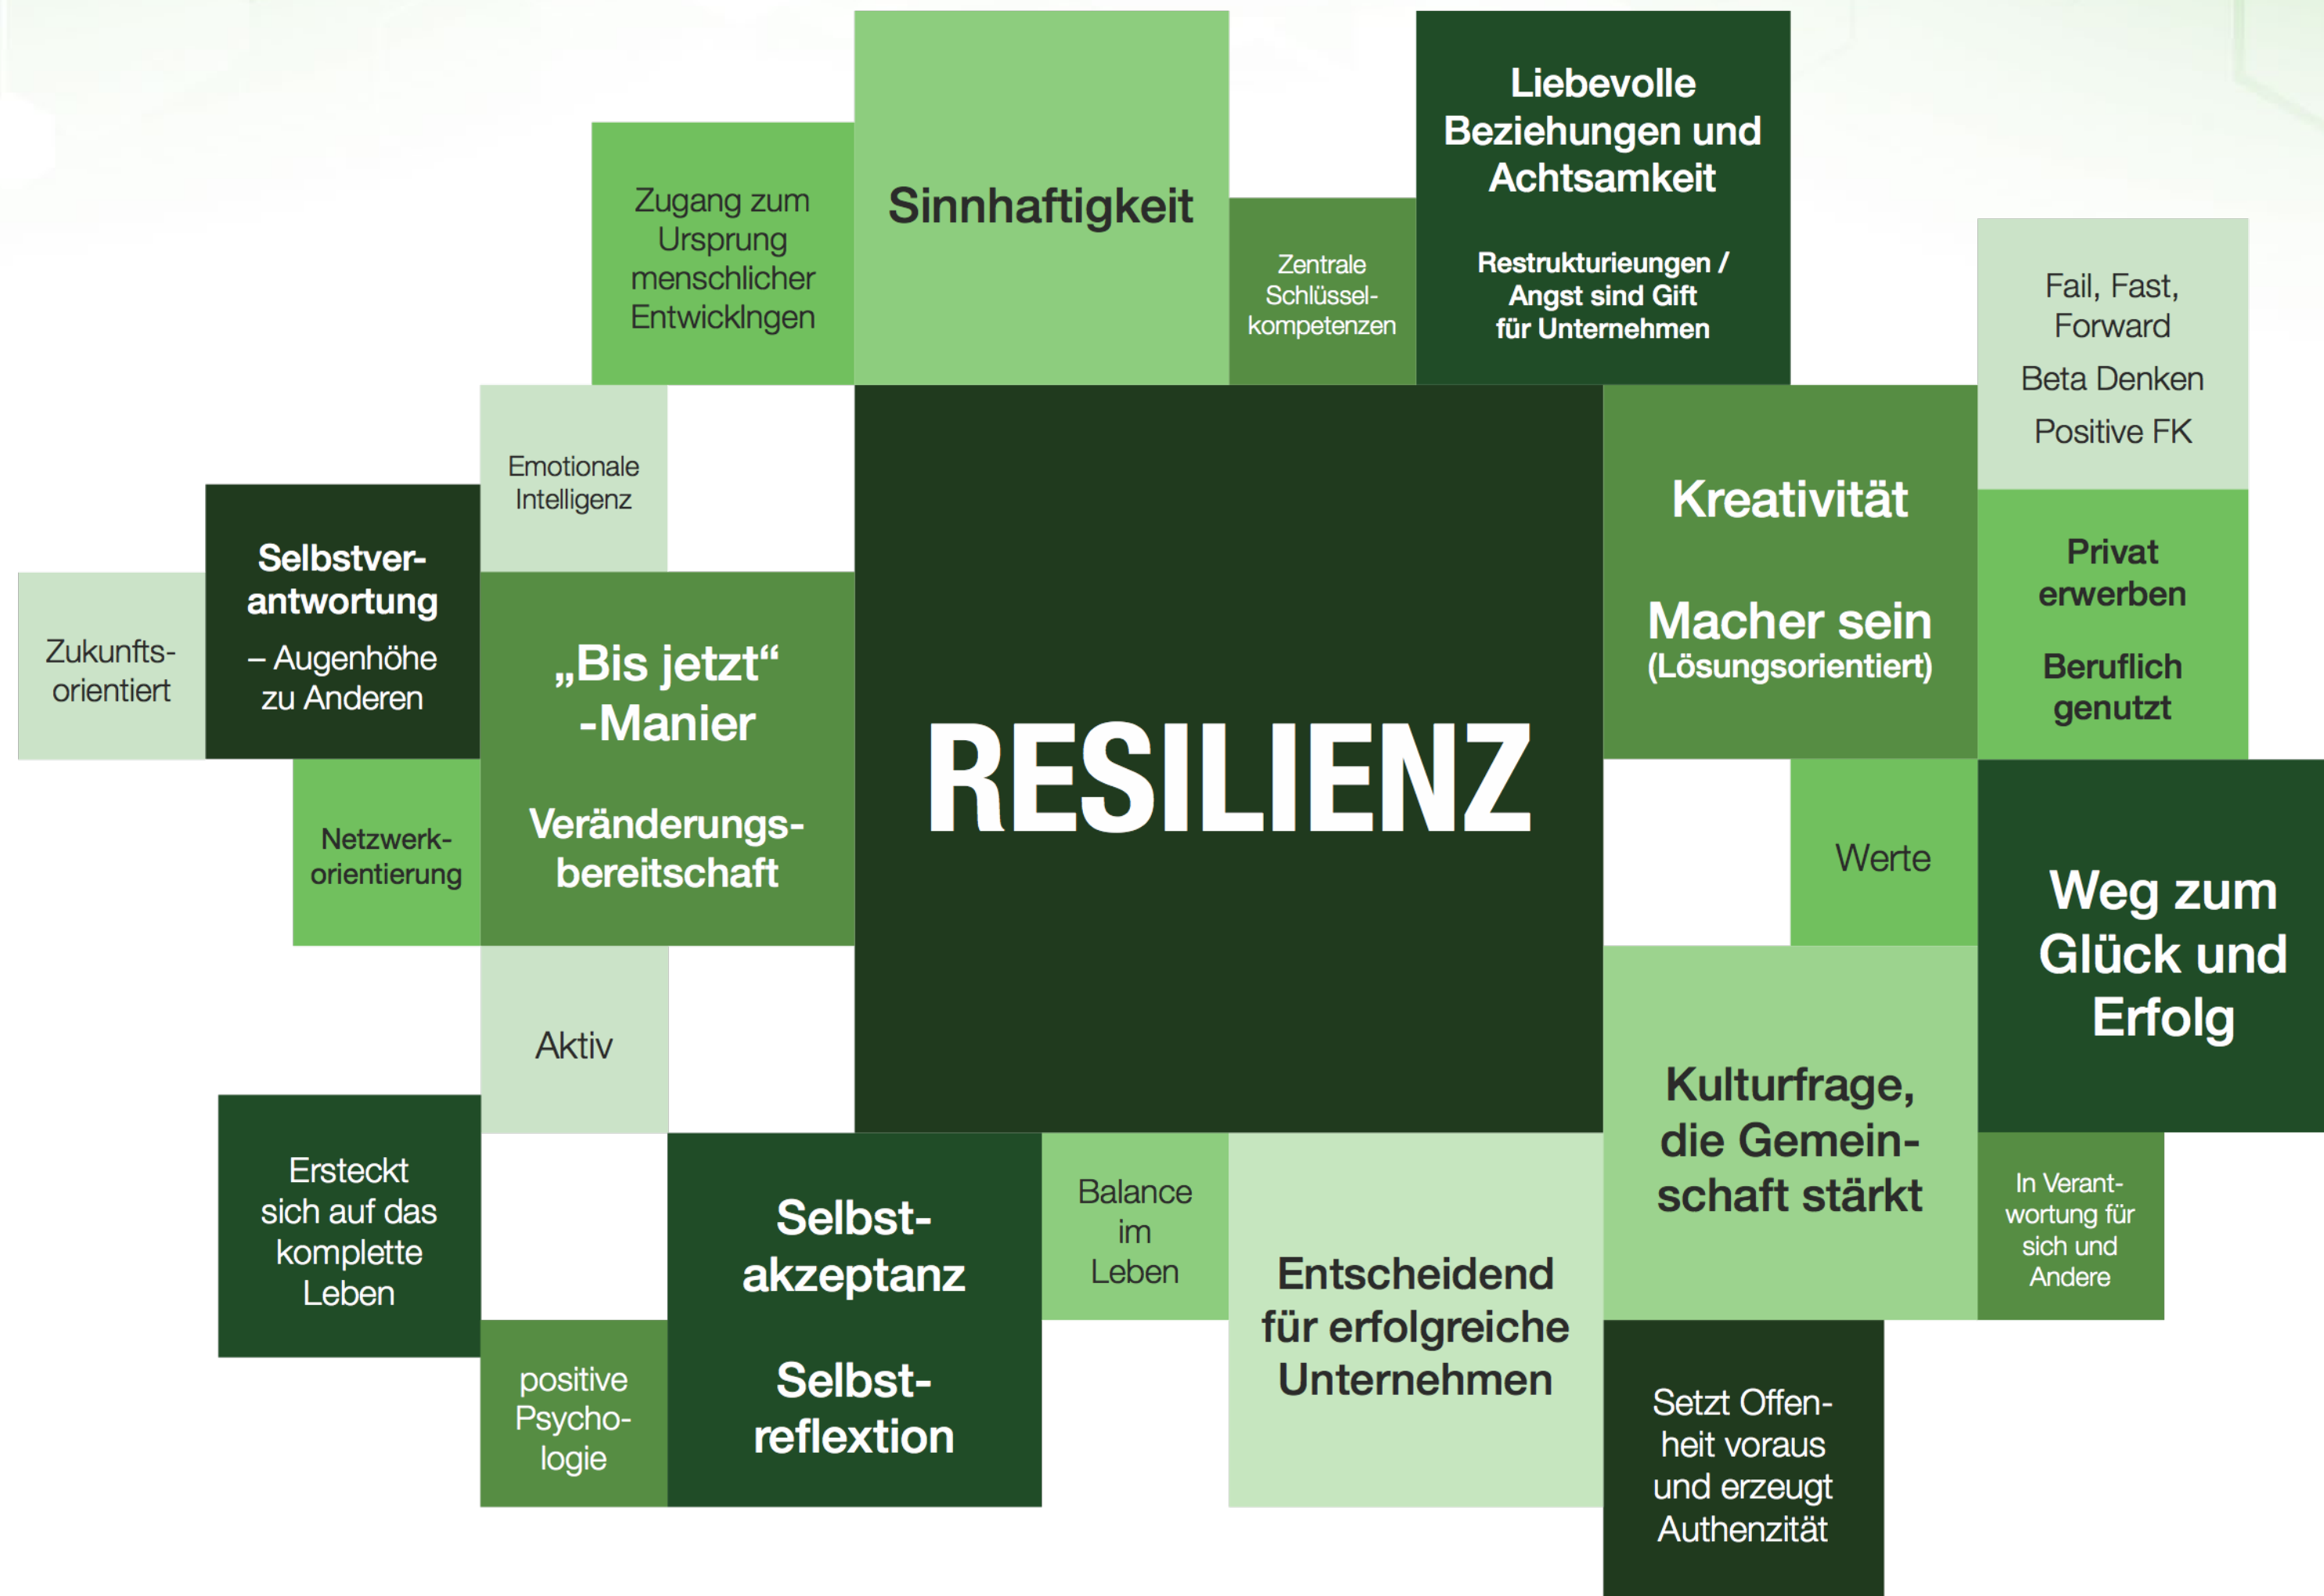 Liebevolle
Beziehungen und
Achtsamkeit
Restrukturieungen /
Angst sind Gift
für Unternehmen
Sinnhaftigkeit
Zugang zum
Ursprung
menschlicher
Entwicklngen
Zentrale
Schlüssel-
kompetenzen
Fail, Fast,
Forward
Beta Denken
Positive FK
Emotionale
Intelligenz
Kreativität
Macher sein
(Lösungsorientiert)
Privat
erwerben
Beruflich
genutzt
Selbstver-
antwortung
– Augenhöhe
zu Anderen
Zukunfts-
orientiert
„Bis jetzt“
-Manier
Veränderungs-
bereitschaft
RESILIENZ
Netzwerk-
orientierung
Werte
Weg zum
Glück und
Erfolg
Aktiv
Kulturfrage,
die Gemein-
schaft stärkt
Ersteckt
sich auf das
komplette
Leben
Selbst-
akzeptanz
Selbst-
reflextion
Balance
im
Leben
Entscheidend
für erfolgreiche
Unternehmen
In Verant-
wortung für
sich und
Andere
positive
Psycho-
logie
Setzt Offen-
heit voraus
und erzeugt
Authenzität